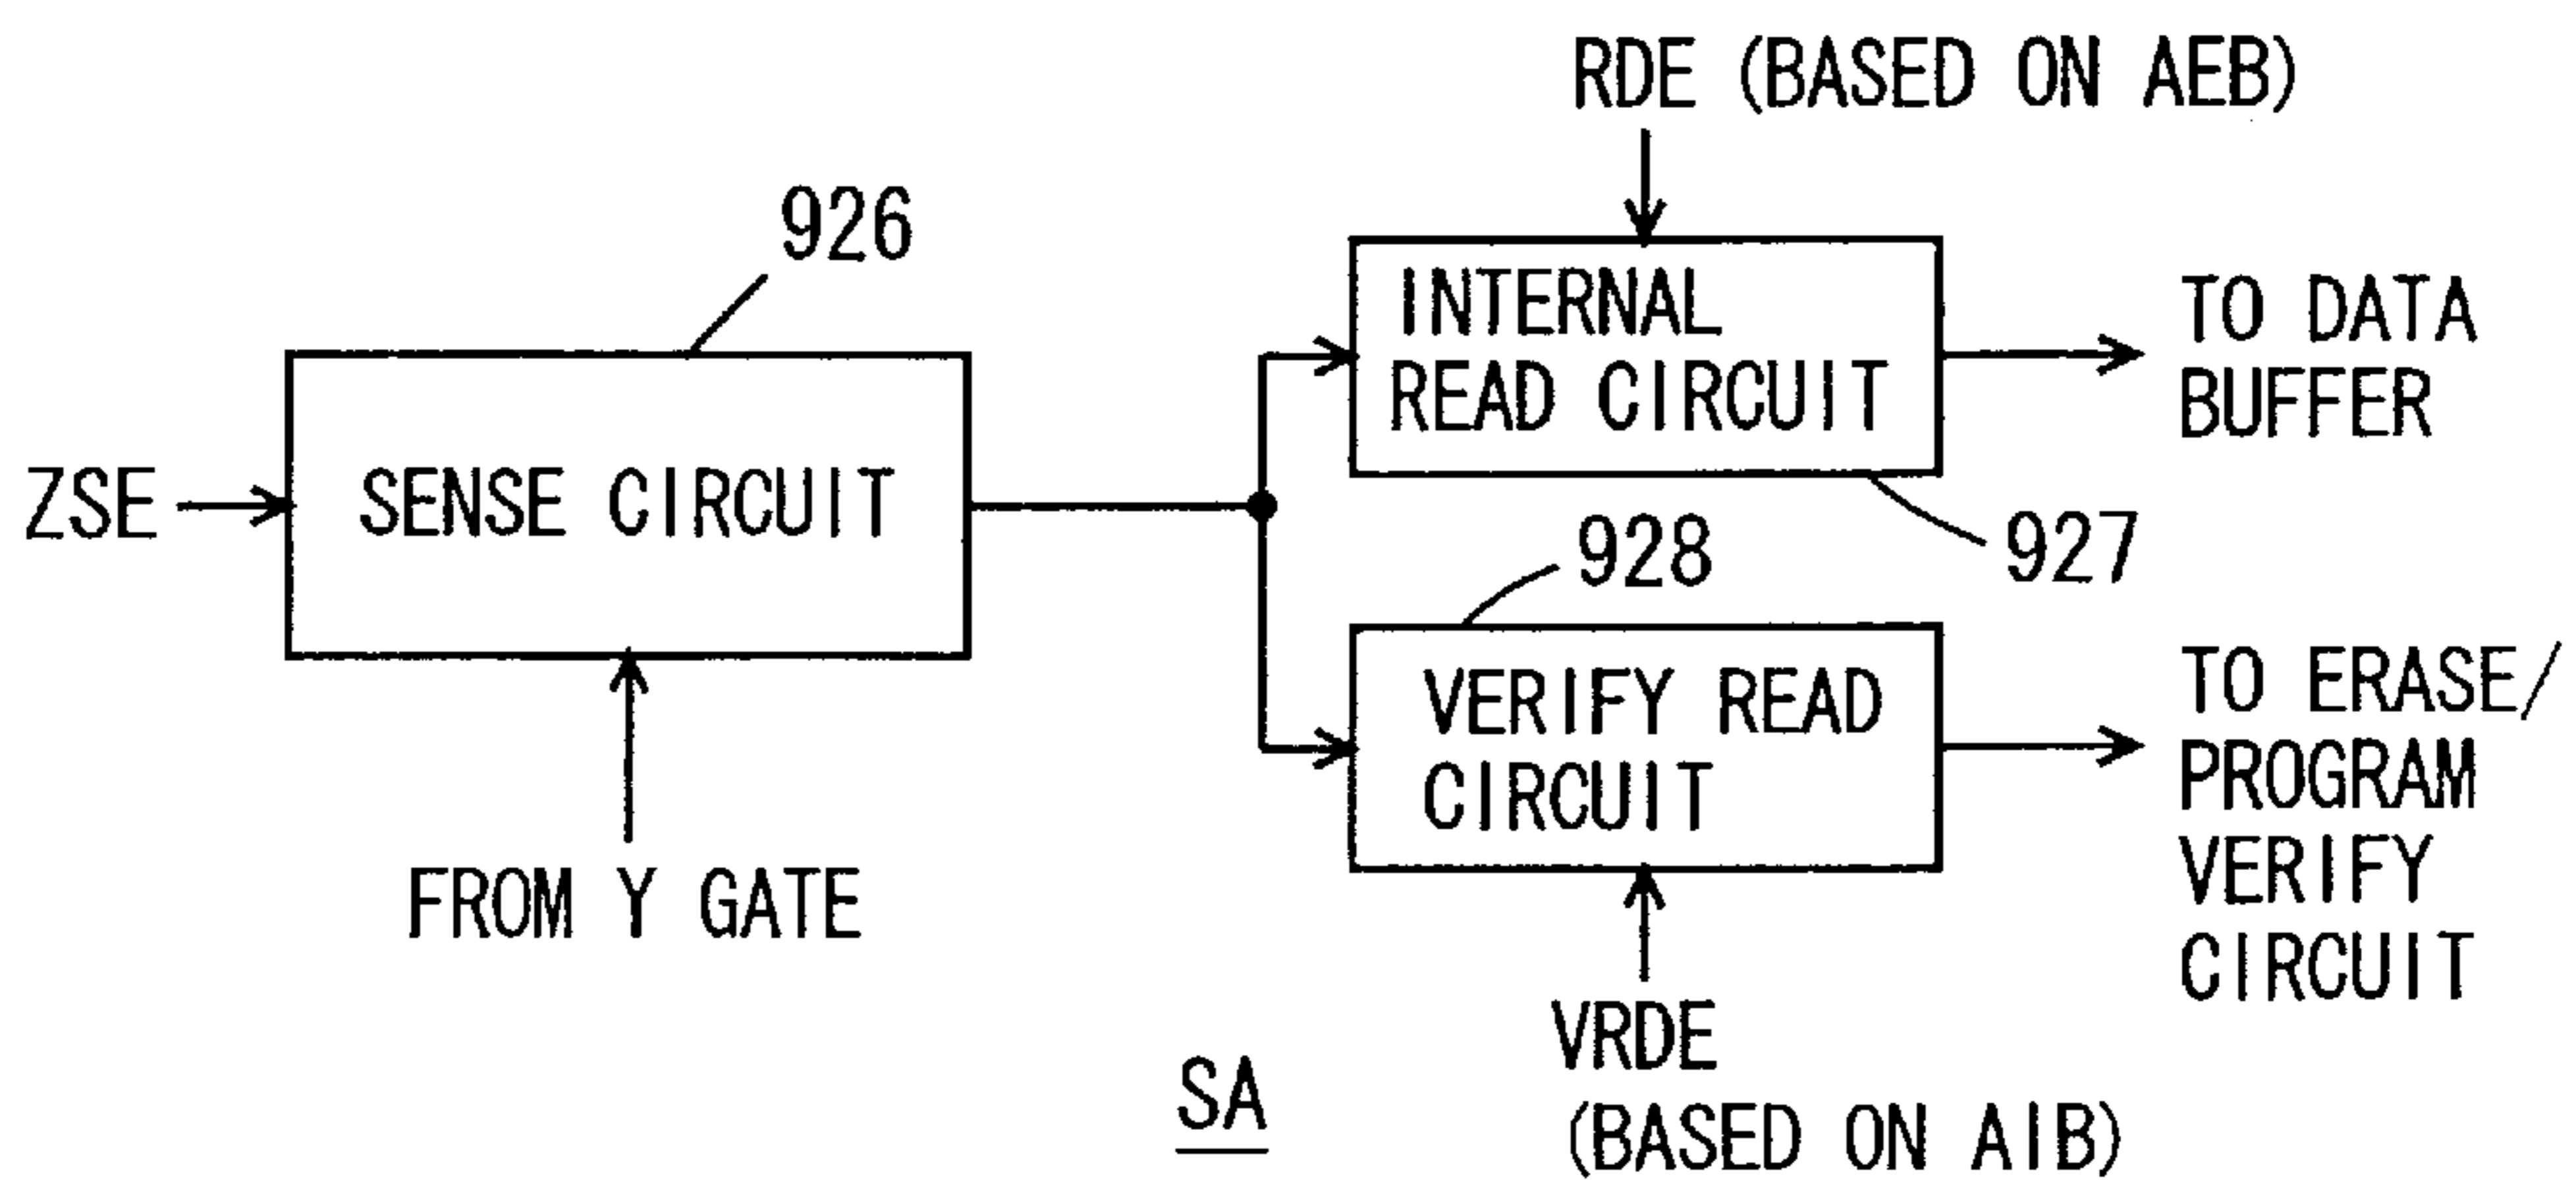 RDE (BASED ON AEB)
926
INTERNAL
READ CIRCUIT
TO DATA
BUFFER
ZSE
SENSE CIRCUIT
927
928
VERIFY READ
CIRCUIT
TO ERASE/
PROGRAM
VERIFY
CIRCUIT
FROM Y GATE
VRDE
(BASED ON AIB)
SA